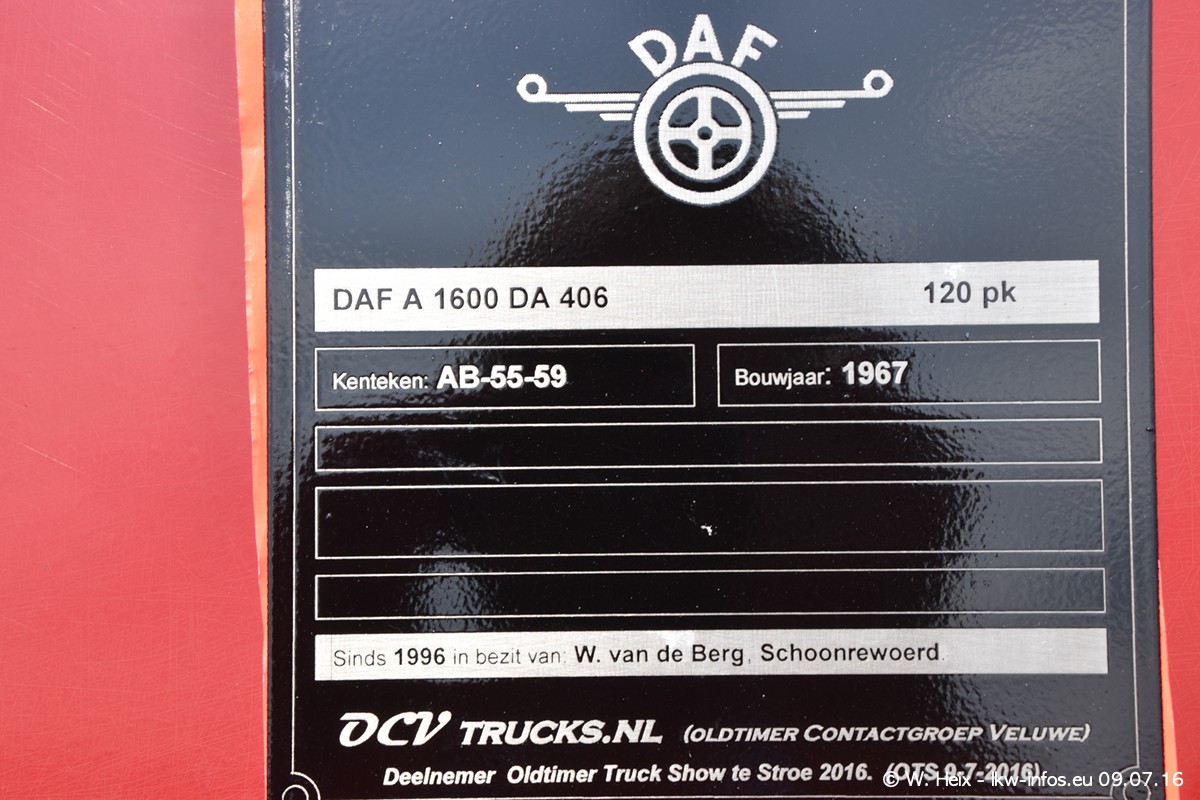 DAF
DAF A 1600 DA 406 120 pk
Kenteken: AB-55-59 Bouwjaar: 1967
Sinds 1996 in bezit van: W. van de Berg, Schoonrewoerd.
OCV TRUCKS.NL (OLDTIMER CONTACTGROEP VELUWE)
Deelnemer Oldtimer Truck Show te Stroe 2016. (OTS 9-7-2016)
© W. Heix - lkw-infos.eu 09.07.16